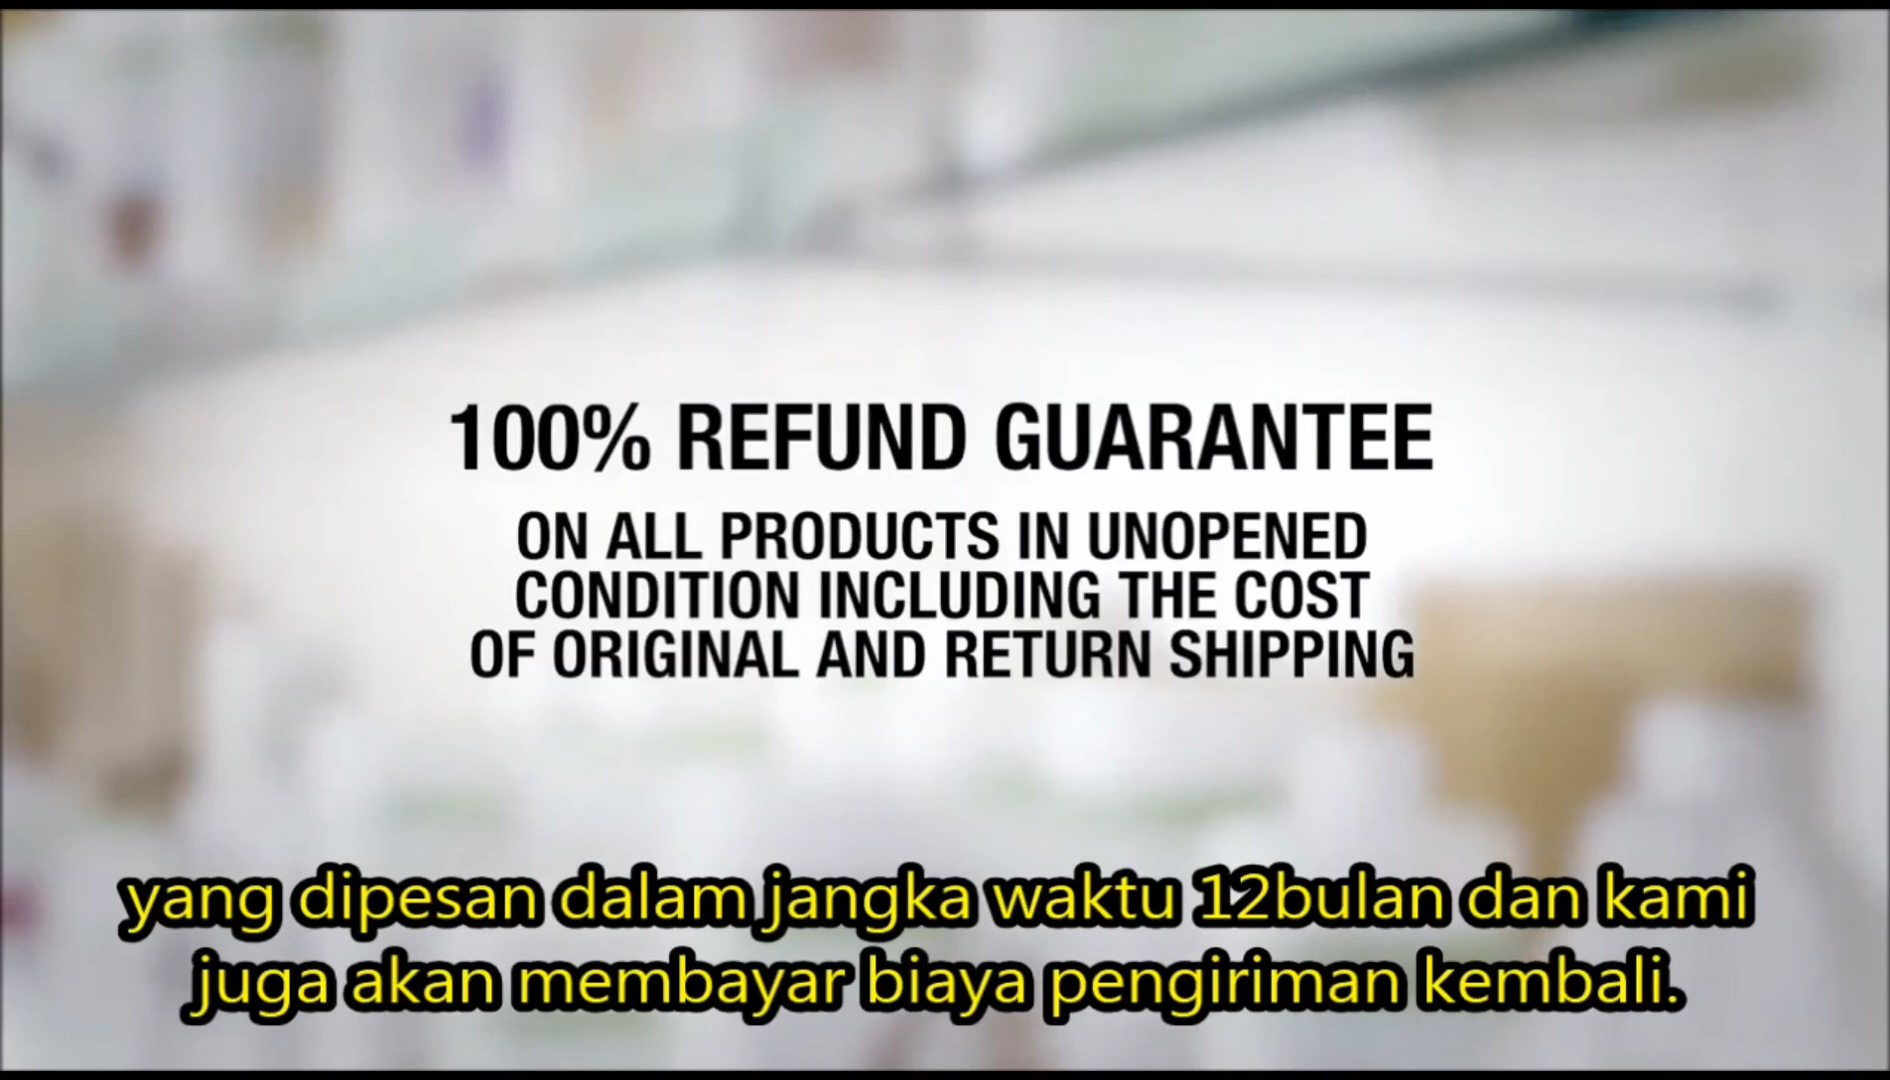 100% REFUND GUARANTEE
ON ALL PRODUCTS IN UNOPENED
CONDITION INCLUDING THE COST
OF ORIGINAL AND RETURN SHIPPING
yang dipesan dalam jangka waktu 12bulan dan kami
juga akan membayar biaya pengiriman kembali.